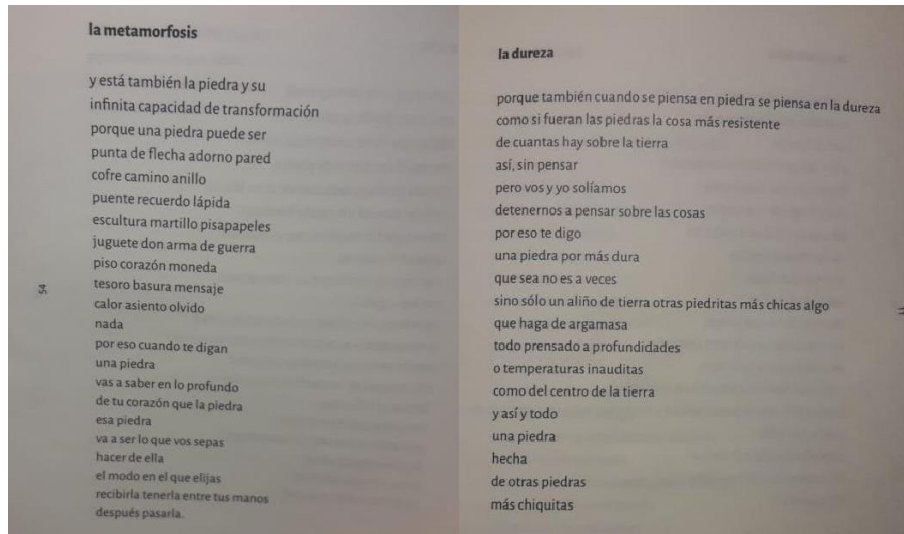 la metamorfosis
y está también la piedra y su
infinita capacidad de transformación
porque una piedra puede ser
punta de flecha adorno pared
cofre camino anillo
puente recuerdo lápida
escultura martillo pisapapeles
juguete don arma de guerra
piso corazón moneda
tesoro basura mensaje
calor asiento olvido
nada
por eso cuando te digan
una piedra
vas a saber en lo profundo
de tu corazón que la piedra
esa piedra
va a ser lo que vos sepas
hacer de ella
el modo en el que elijas
recibirla tenerla entre tus manos
después pasarla.
la dureza
porque también cuando se piensa en piedra se piensa en la dureza
como si fueran las piedras la cosa más resistente
de cuantas hay sobre la tierra
así, sin pensar
pero vos y yo solíamos
detenernos a pensar sobre las cosas
por eso te digo
una piedra por más dura
que sea no es a veces
sino sólo un aliño de tierra otras piedritas más chicas algo
que haga de argamasa
todo prensado a profundidades
o temperaturas inauditas
como del centro de la tierra
y así y todo
una piedra
hecha
de otras piedras
más chiquitas